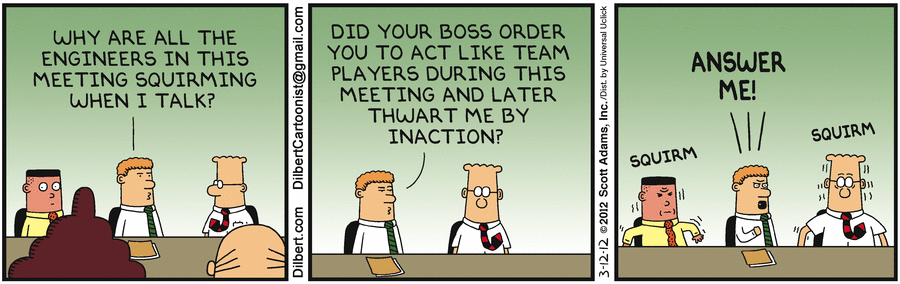 WHY ARE ALL THE
ENGINEERS IN THIS
MEETING SQUIRMING
WHEN I TALK?
Dilbert.com DilbertCartoonist@gmail.com
DID YOUR BOSS ORDER
YOU TO ACT LIKE TEAM
PLAYERS DURING THIS
MEETING AND LATER
THWART ME BY
INACTION?
3-12-12 © 2012 Scott Adams, Inc. /Dist. by Universal Uclick
ANSWER
ME!
SQUIRM
SQUIRM